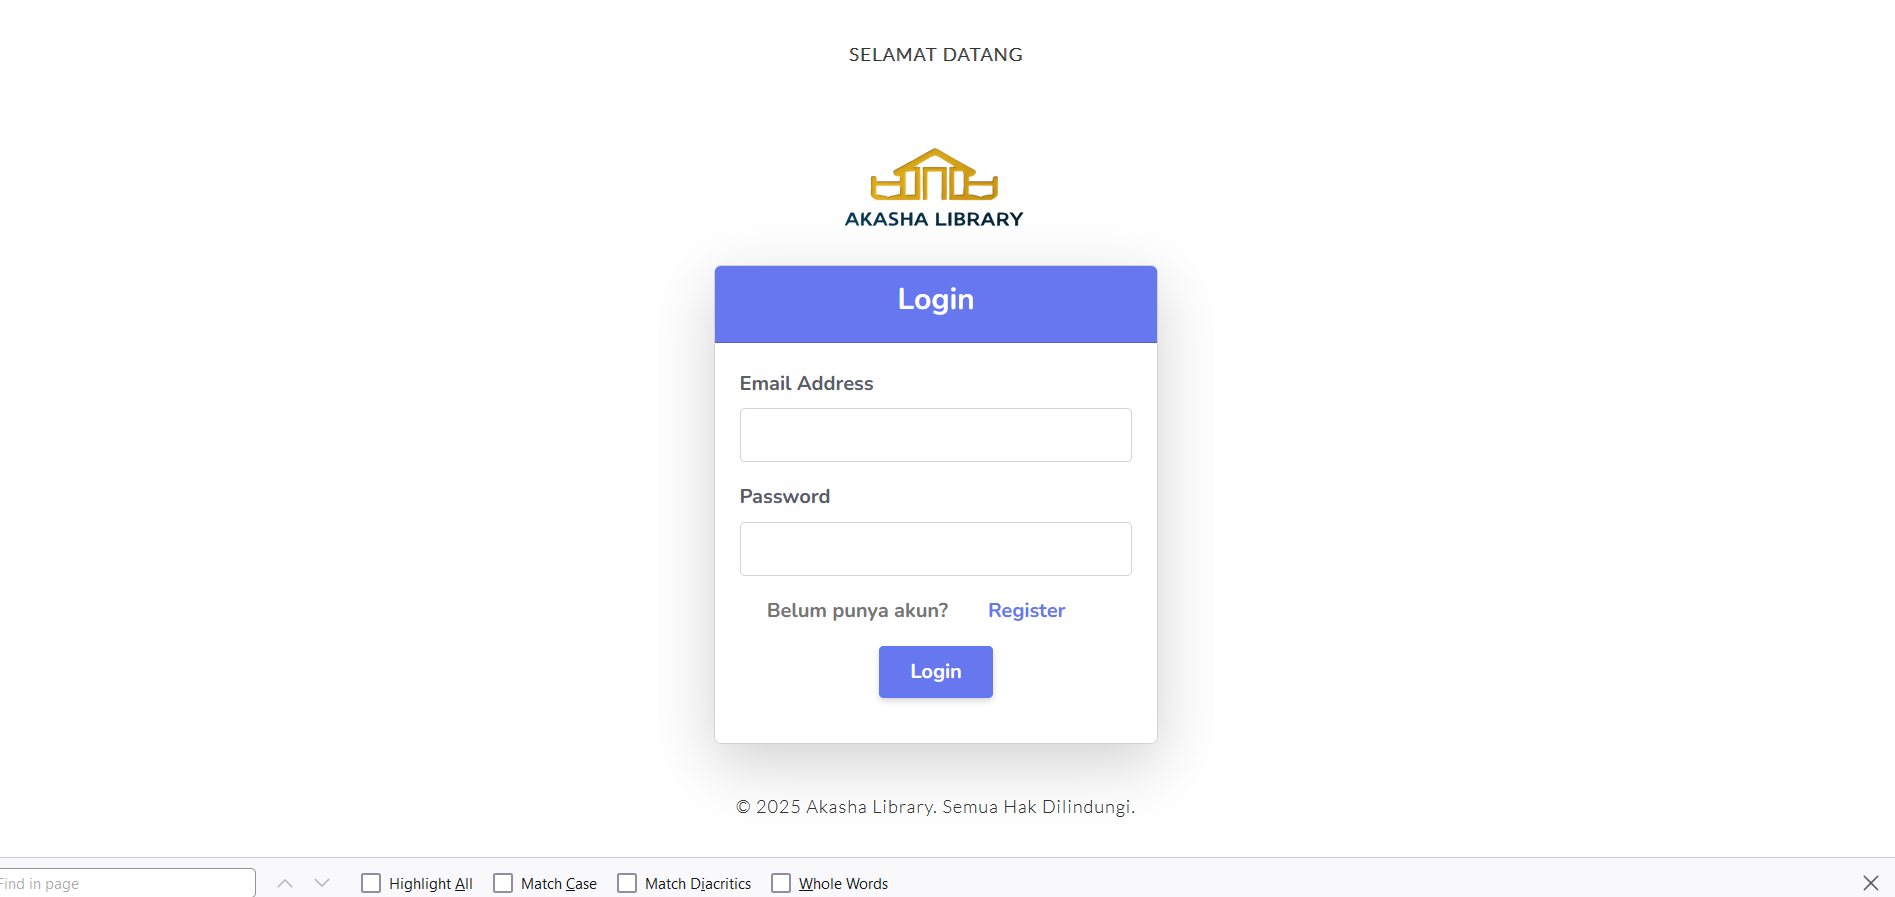 SELAMAT DATANG
AKASHA LIBRARY
Login
Email Address
Password
Belum punya akun? Register
Login
© 2025 Akasha Library. Semua Hak Dilindungi.
Find in page Highlight All Match Case Match Diacritics Whole Words